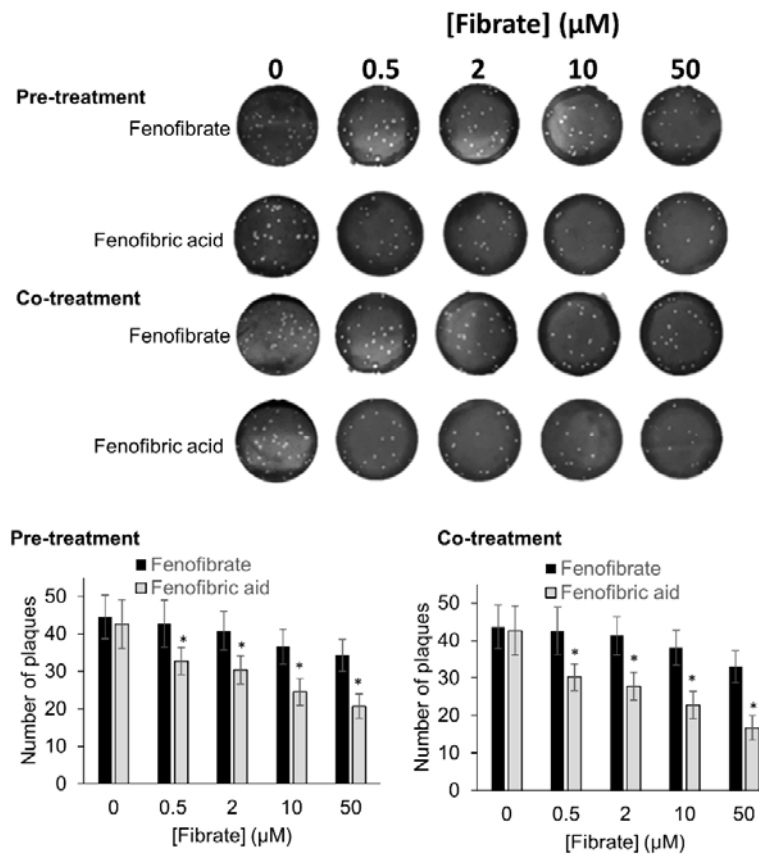 [Fibrate] (µM)
0 0.5 2 10 50
Pre-treatment
Fenofibrate
Fenofibric acid
Co-treatment
Fenofibrate
Fenofibric acid
Pre-treatment
Fenofibrate
Fenofibric aid
50
40
30
20
10
0
Number of plaques
* * * *
0 0.5 2 10 50
[Fibrate] (µM)
Co-treatment
Fenofibrate
Fenofibric aid
50
40
30
20
10
0
Number of plaques
* * * *
0 0.5 2 10 50
[Fibrate] (µM)